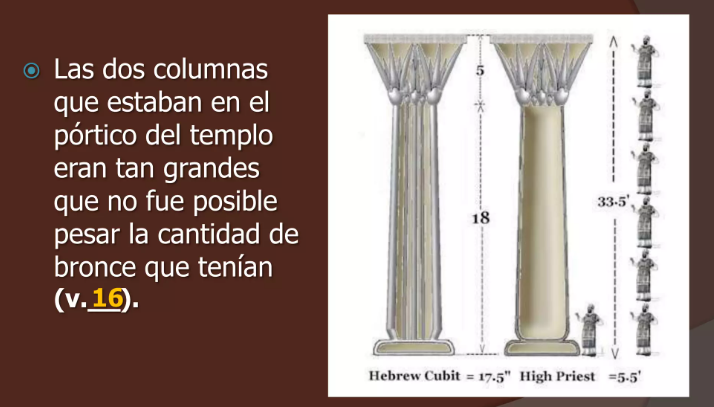 Las dos columnas
que estaban en el
pórtico del templo
eran tan grandes
que no fue posible
pesar la cantidad de
bronce que tenían
(v. 16).
5
18
33.5'
Hebrew Cubit = 17.5" High Priest =5.5'